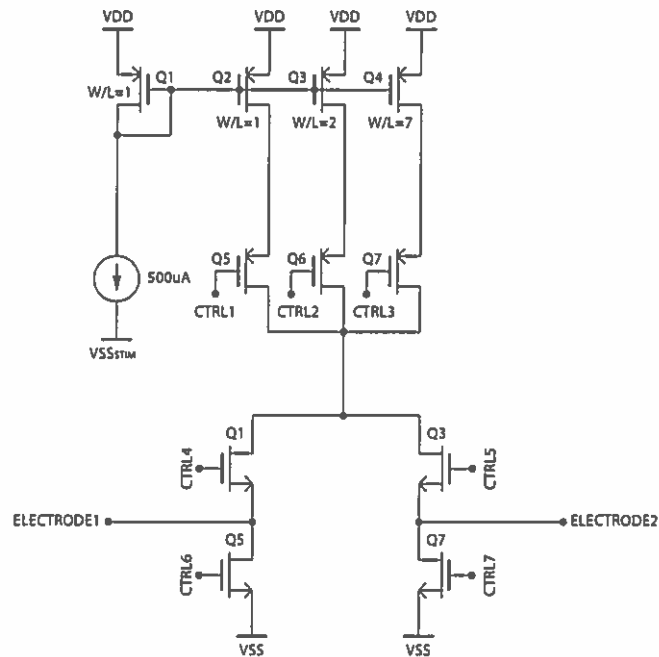 VDD VDD VDD VDD
Q1 Q2 Q3 Q4
W/L=1 W/L=1 W/L=2 W/L=7
Q5 Q6 Q7
500uA
CTRL1 CTRL2 CTRL3
VSSSTIM
Q1 Q3
CTRL4 CTRL5
ELECTRODE1 ELECTRODE2
Q5 Q7
CTRL6 CTRL7
VSS VSS